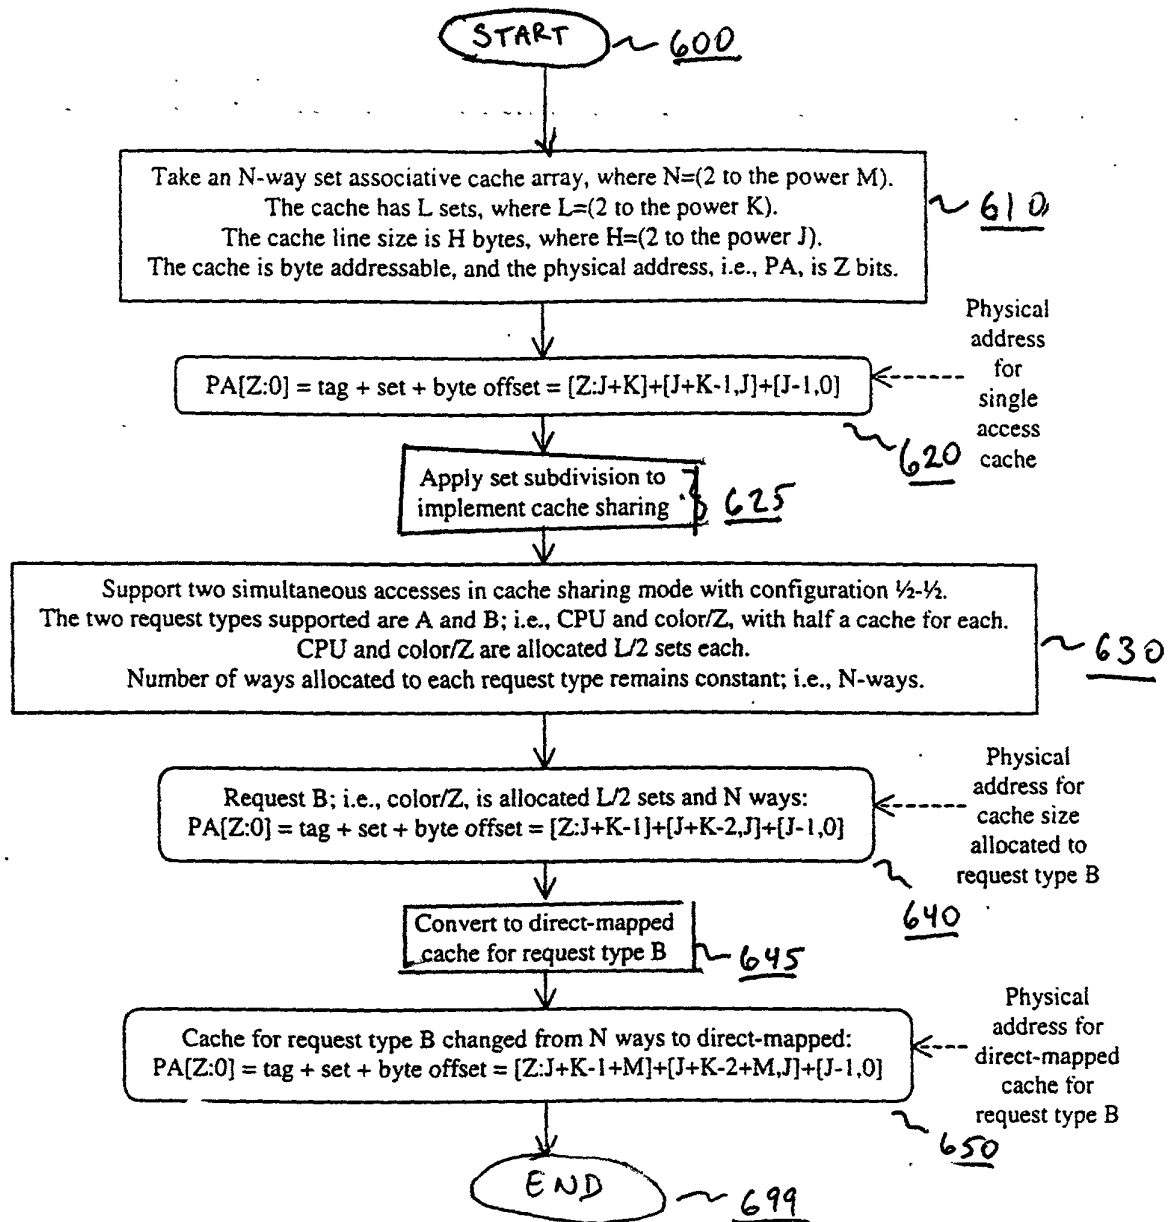 START
600
Take an N-way set associative cache array, where N=(2 to the power M).
The cache has L sets, where L=(2 to the power K).
The cache line size is H bytes, where H=(2 to the power J).
The cache is byte addressable, and the physical address, i.e., PA, is Z bits.
610
Physical
address
for
single
access
cache
PA[Z:0] = tag + set + byte offset = [Z:J+K]+[J+K-1,J]+[J-1,0]
620
Apply set subdivision to
implement cache sharing
625
Support two simultaneous accesses in cache sharing mode with configuration ½-½.
The two request types supported are A and B; i.e., CPU and color/Z, with half a cache for each.
CPU and color/Z are allocated L/2 sets each.
Number of ways allocated to each request type remains constant; i.e., N-ways.
630
Request B; i.e., color/Z, is allocated L/2 sets and N ways:
PA[Z:0] = tag + set + byte offset = [Z:J+K-1]+[J+K-2,J]+[J-1,0]
Physical
address for
cache size
allocated to
request type B
640
Convert to direct-mapped
cache for request type B
645
Cache for request type B changed from N ways to direct-mapped:
PA[Z:0] = tag + set + byte offset = [Z:J+K-1+M]+[J+K-2+M,J]+[J-1,0]
Physical
address for
direct-mapped
cache for
request type B
650
END
699